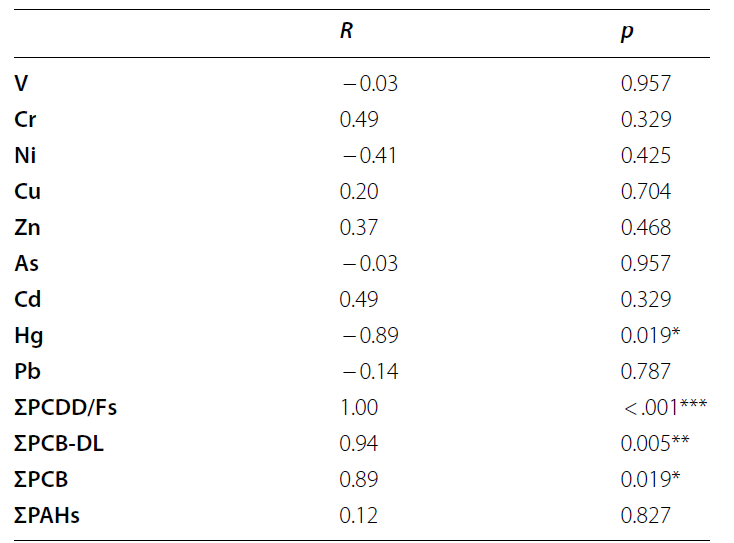 R p
V −0.03 0.957
Cr 0.49 0.329
Ni −0.41 0.425
Cu 0.20 0.704
Zn 0.37 0.468
As −0.03 0.957
Cd 0.49 0.329
Hg −0.89 0.019*
Pb −0.14 0.787
ΣPCDD/Fs 1.00 <.001***
ΣPCB-DL 0.94 0.005**
ΣPCB 0.89 0.019*
ΣPAHs 0.12 0.827